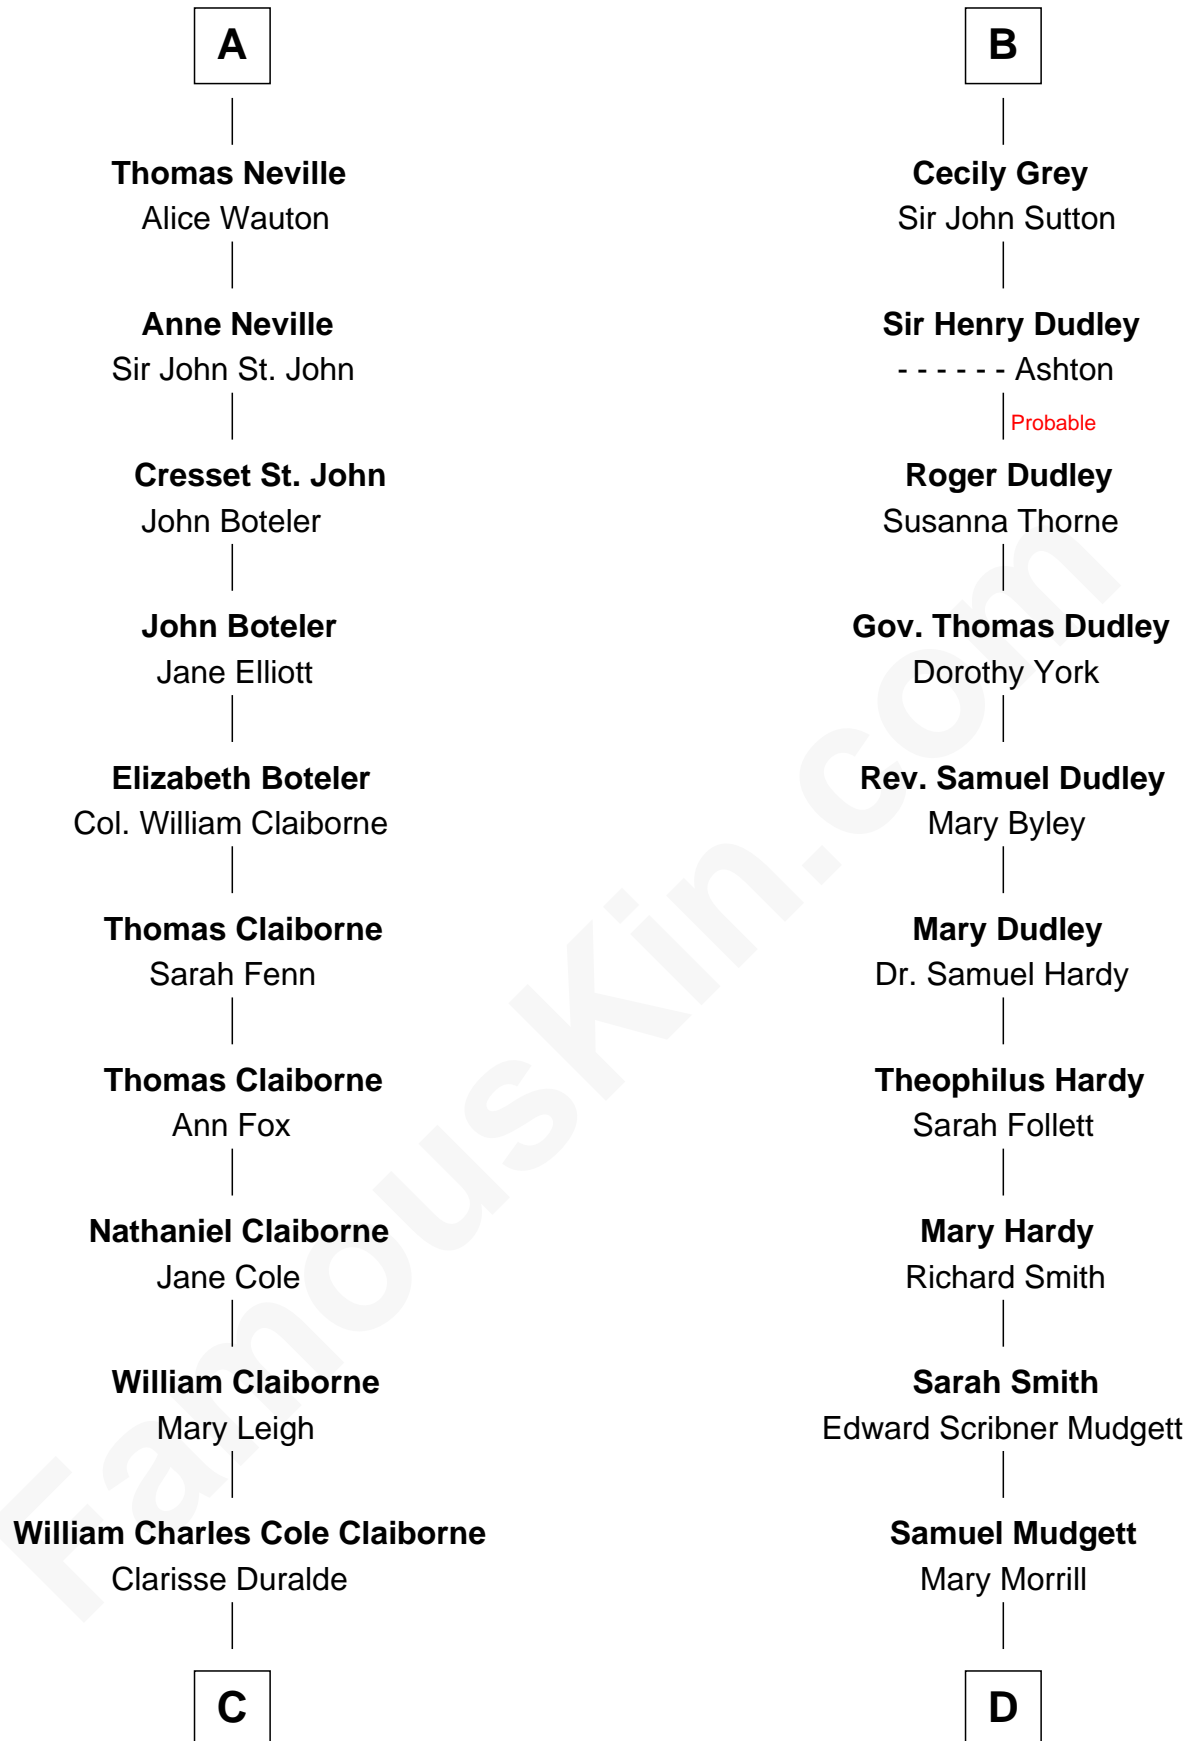 A
Thomas Neville
Alice Wauton
Anne Neville
Sir John St. John
Cresset St. John
John Boteler
John Boteler
Jane Elliott
Elizabeth Boteler
Col. William Claiborne
Thomas Claiborne
Sarah Fenn
Thomas Claiborne
Ann Fox
Nathaniel Claiborne
Jane Cole
William Claiborne
Mary Leigh
William Charles Cole Claiborne
Clarisse Duralde
C
B
Cecily Grey
Sir John Sutton
Sir Henry Dudley
- - - - - - Ashton
Probable
Roger Dudley
Susanna Thorne
Gov. Thomas Dudley
Dorothy York
Rev. Samuel Dudley
Mary Byley
Mary Dudley
Dr. Samuel Hardy
Theophilus Hardy
Sarah Follett
Mary Hardy
Richard Smith
Sarah Smith
Edward Scribner Mudgett
Samuel Mudgett
Mary Morrill
D
FamousKin.com